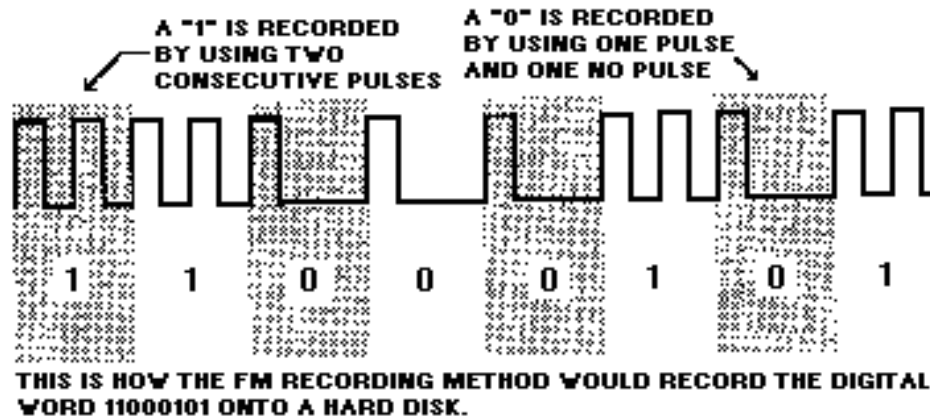 A "1" IS RECORDED
BY USING TWO
CONSECUTIVE PULSES
A "0" IS RECORDED
BY USING ONE PULSE
AND ONE NO PULSE
1 1 0 0 0 1 0 1
THIS IS HOW THE FM RECORDING METHOD WOULD RECORD THE DIGITAL
WORD 11000101 ONTO A HARD DISK.